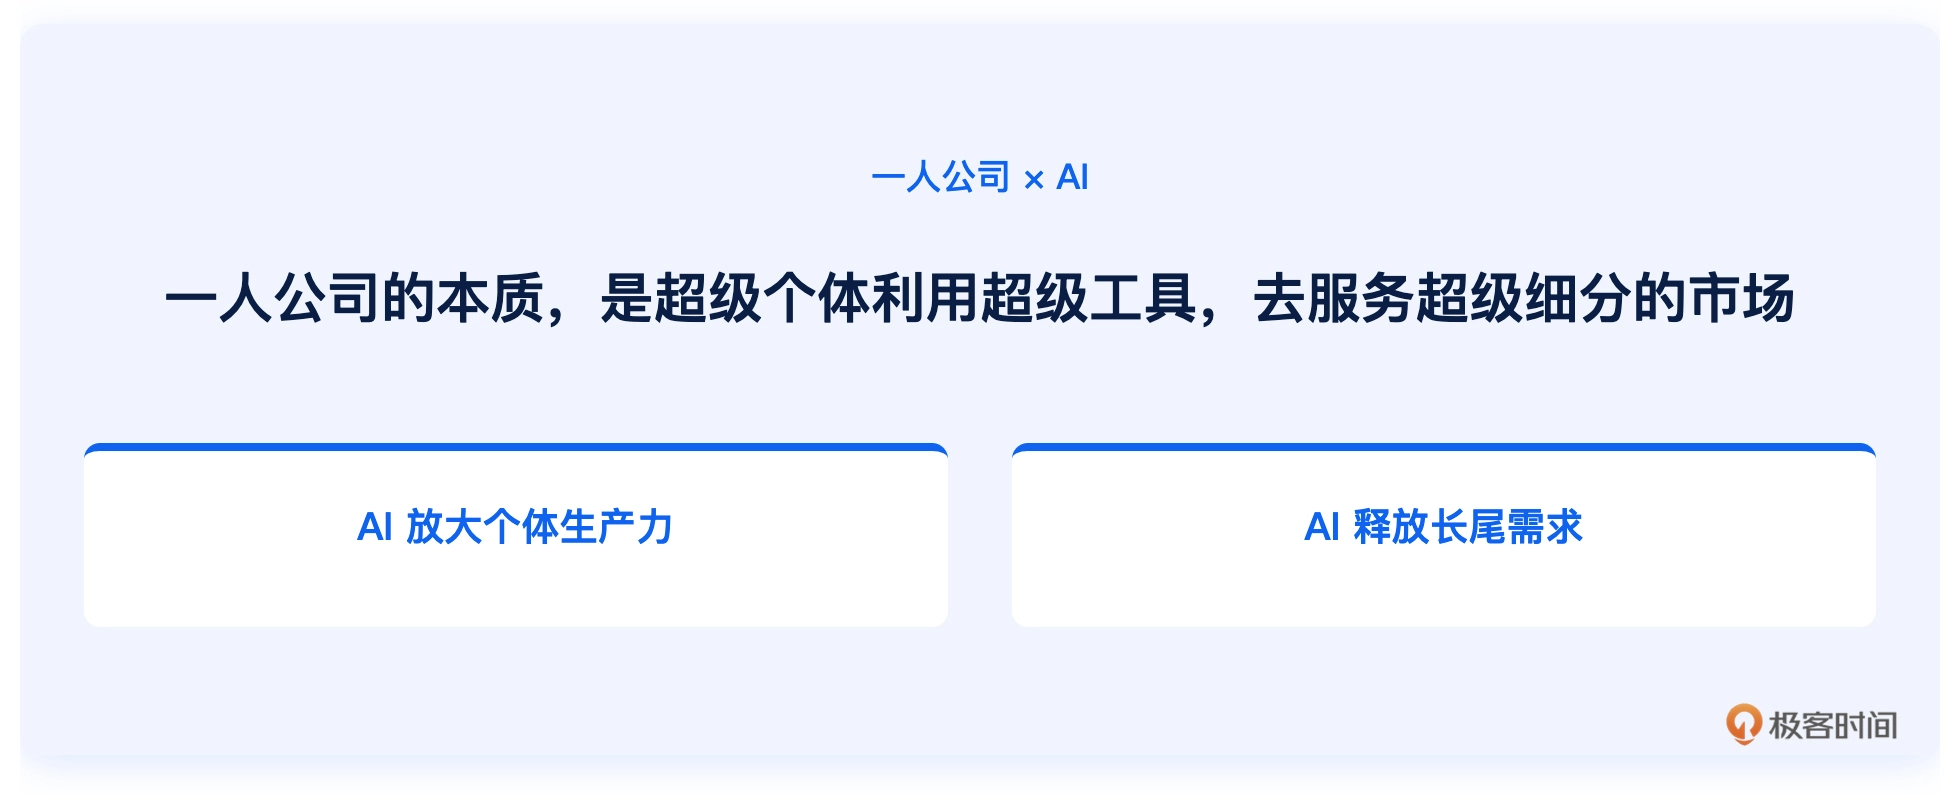 一人公司 × AI
一人公司的本质，是超级个体利用超级工具，去服务超级细分的市场
AI 放大个体生产力
AI 释放长尾需求
极客时间